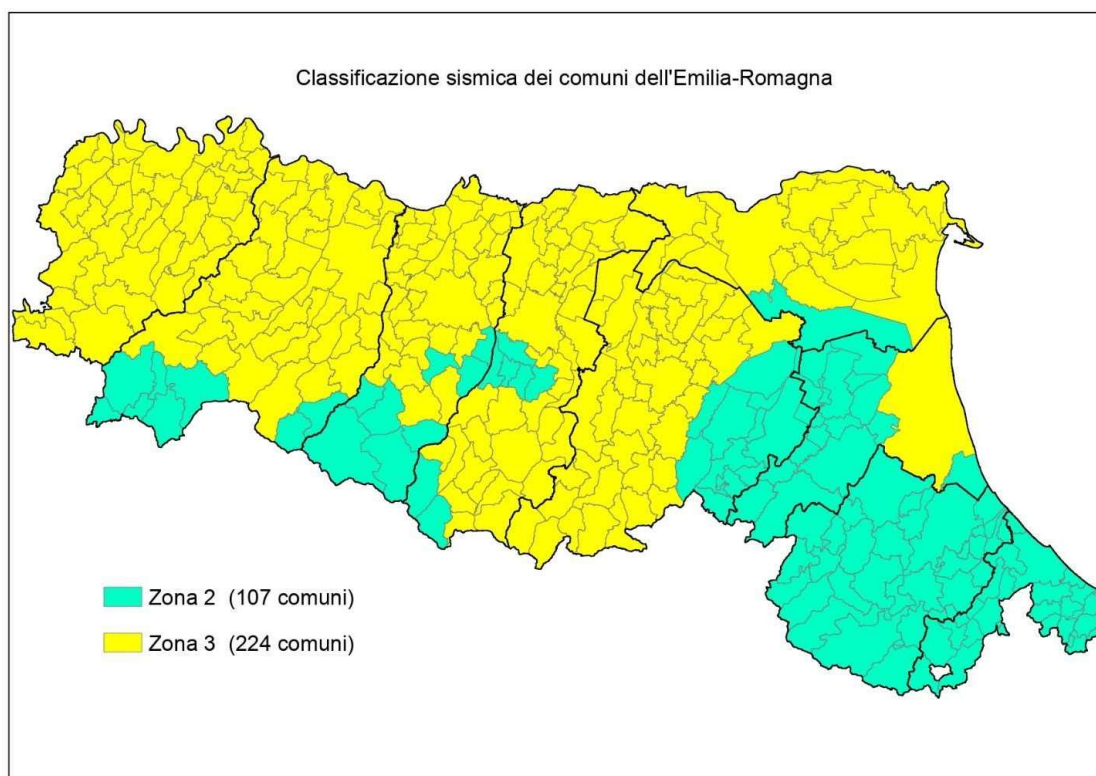 Classificazione sismica dei comuni dell'Emilia-Romagna
Zona 2 (107 comuni)
Zona 3 (224 comuni)